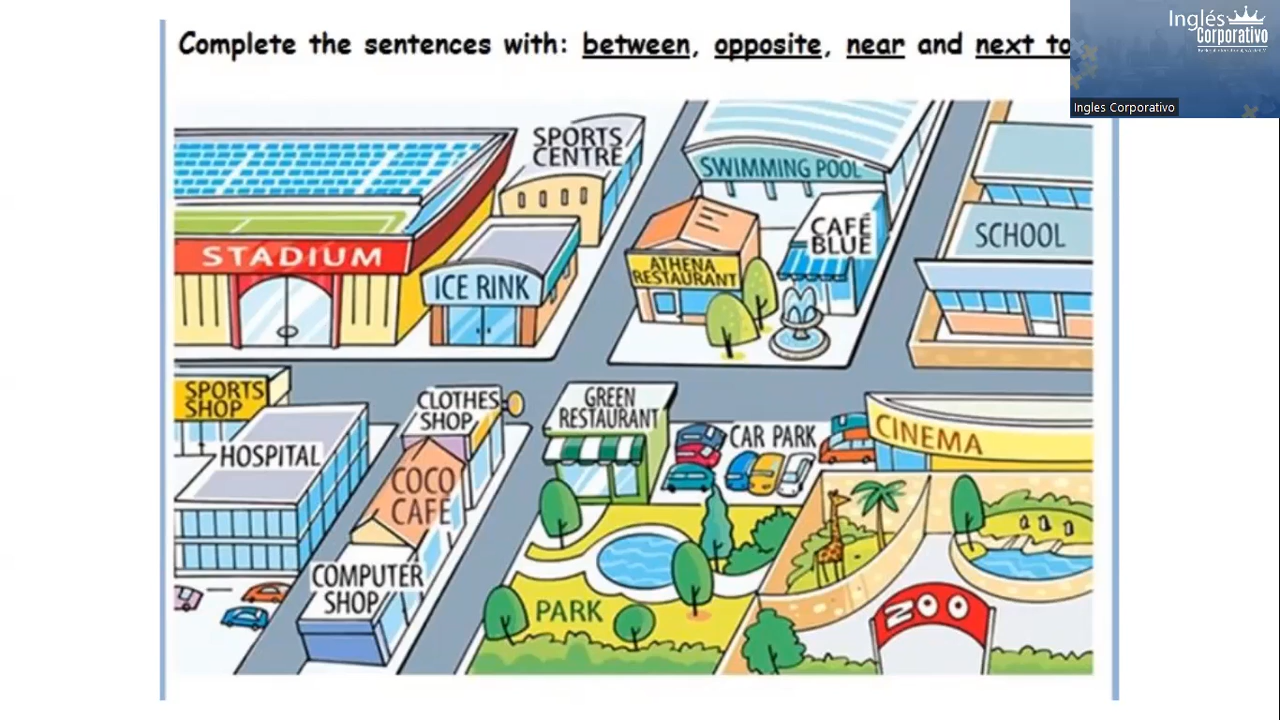 Complete the sentences with: between, opposite, near and next to
Inglés
Corporativo
Ingles Corporativo
SPORTS
CENTRE
SWIMMING POOL
CAFÉ
BLUE
SCHOOL
STADIUM
ICE RINK
ATHENA
RESTAURANT
SPORTS
SHOP
CLOTHES
SHOP
GREEN
RESTAURANT
CAR PARK
CINEMA
HOSPITAL
COCO
CAFE
COMPUTER
SHOP
PARK
ZOO